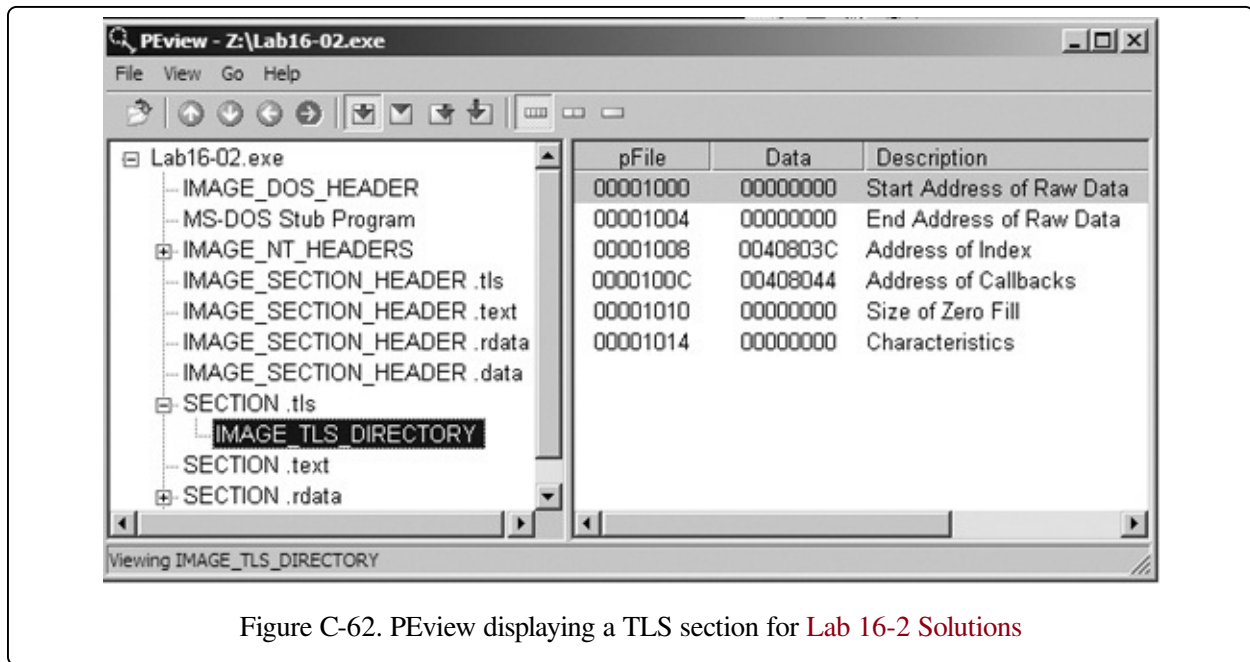 PEview - Z:\Lab16-02.exe
File View Go Help
Lab16-02.exe
IMAGE_DOS_HEADER
MS-DOS Stub Program
IMAGE_NT_HEADERS
IMAGE_SECTION_HEADER .tls
IMAGE_SECTION_HEADER .text
IMAGE_SECTION_HEADER .rdata
IMAGE_SECTION_HEADER .data
SECTION .tls
IMAGE_TLS_DIRECTORY
SECTION .text
SECTION .rdata
pFile Data Description
00001000 00000000 Start Address of Raw Data
00001004 00000000 End Address of Raw Data
00001008 0040803C Address of Index
0000100C 00408044 Address of Callbacks
00001010 00000000 Size of Zero Fill
00001014 00000000 Characteristics
Viewing IMAGE_TLS_DIRECTORY
Figure C-62. PEview displaying a TLS section for Lab 16-2 Solutions